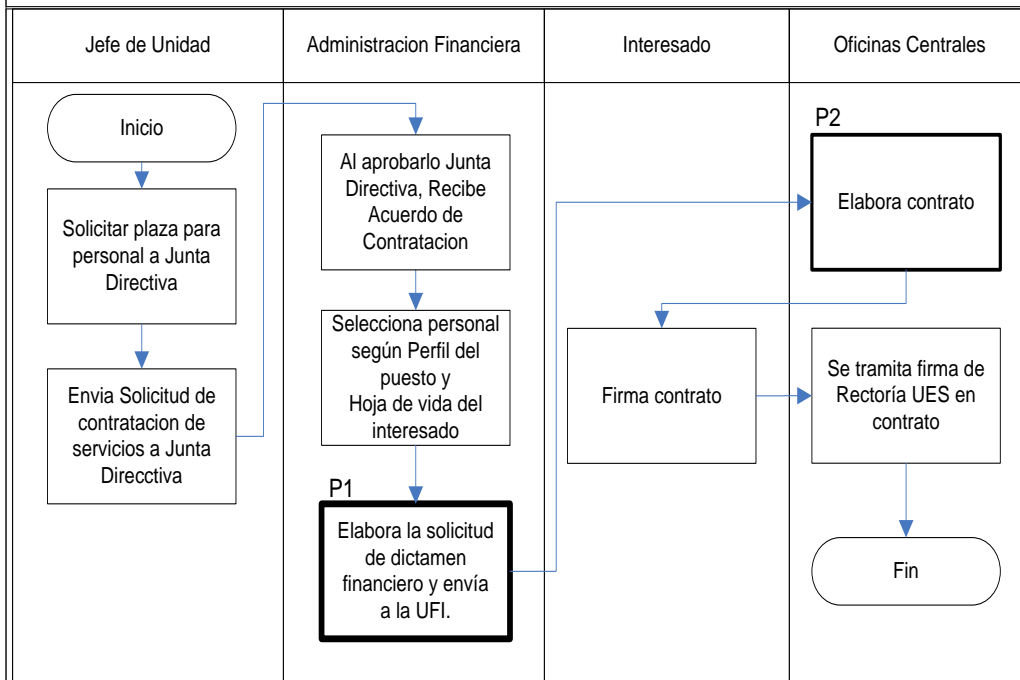 Jefe de Unidad
Administracion Financiera
Interesado
Oficinas Centrales
Inicio
Solicitar plaza para
personal a Junta
Directiva
Envia Solicitud de
contratacion de
servicios a Junta
Direcctiva
Al aprobarlo Junta
Directiva, Recibe
Acuerdo de
Contratacion
Selecciona personal
según Perfil del
puesto y
Hoja de vida del
interesado
P1
Elabora la solicitud
de dictamen
financiero y envía
a la UFI.
P2
Elabora contrato
Firma contrato
Se tramita firma de
Rectoría UES en
contrato
Fin